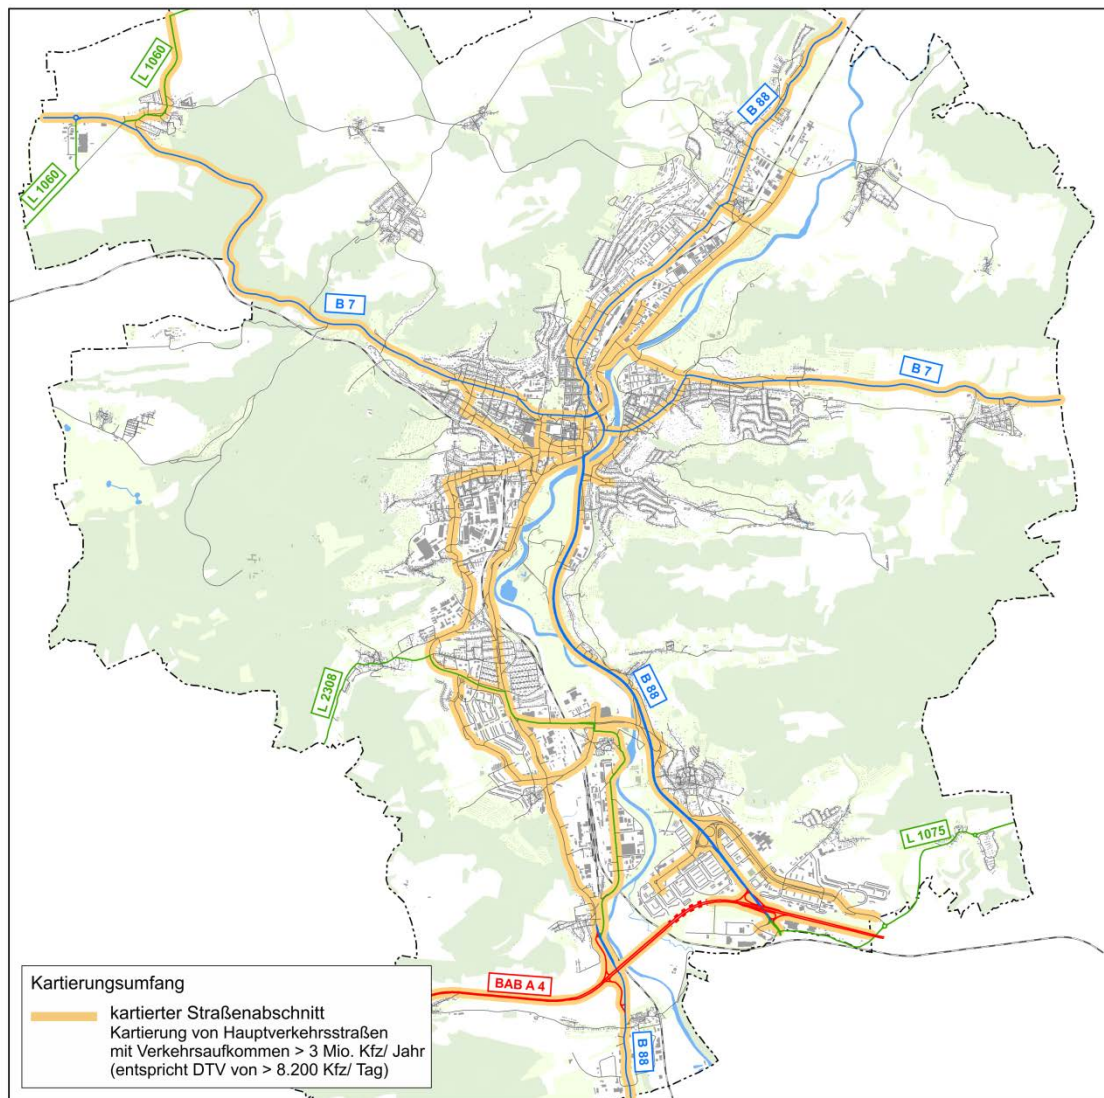 L 1060
B 88
L 1060
B 7
B 7
L 2308
B 88
L 1075
BAB A 4
B 88
Kartierungsumfang
kartierter Straßenabschnitt
Kartierung von Hauptverkehrsstraßen
mit Verkehrsaufkommen > 3 Mio. Kfz/ Jahr
(entspricht DTV von > 8.200 Kfz/ Tag)